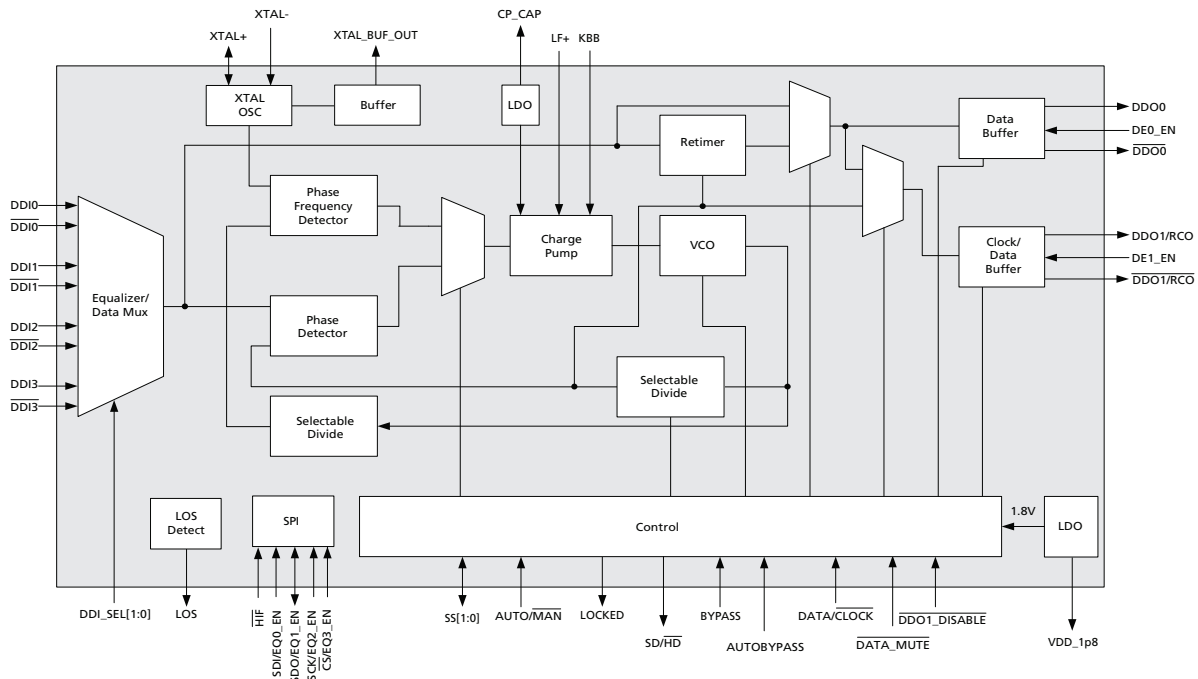 XTAL-
CP_CAP
XTAL+
XTAL_BUF_OUT
LF+ KBB
XTAL
OSC
Buffer
LDO
Data
Buffer
DDO0
DE0_EN
DDO0
Retimer
Phase
Frequency
Detector
DDI0
DDI0
DDI1
DDI1
DDI2
DDI2
DDI3
DDI3
Equalizer/
Data Mux
Charge
Pump
VCO
Clock/
Data
Buffer
DDO1/RCO
DE1_EN
DDO1/RCO
Phase
Detector
Selectable
Divide
Selectable
Divide
LOS
Detect
SPI
Control
1.8V
LDO
DDI_SEL[1:0]
LOS
HIF
SDI/EQ0_EN
SDO/EQ1_EN
SCK/EQ2_EN
CS/EQ3_EN
SS[1:0]
AUTO/MAN
LOCKED
SD/HD
BYPASS
AUTOBYPASS
DATA/CLOCK
DATA_MUTE
DDO1_DISABLE
VDD_1p8